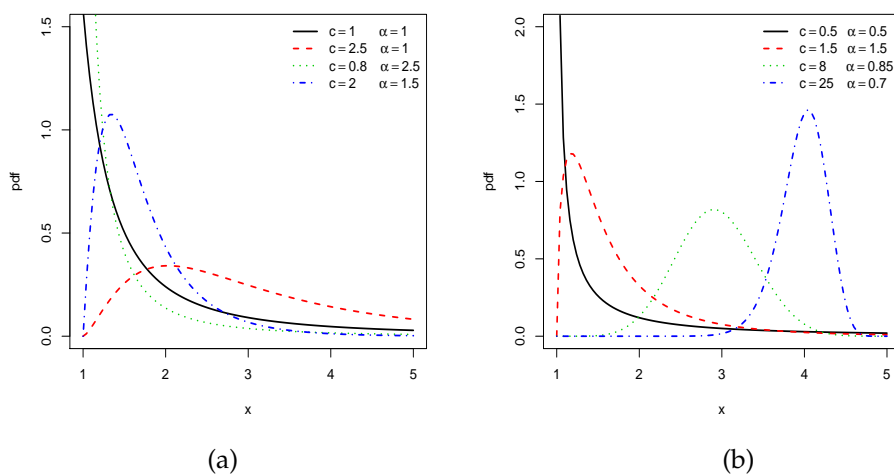 c = 1 α = 1
c = 2.5 α = 1
c = 0.8 α = 2.5
c = 2 α = 1.5
pdf
1.5
1.0
0.5
0.0
1 2 3 4 5
x
(a)
c = 0.5 α = 0.5
c = 1.5 α = 1.5
c = 8 α = 0.85
c = 25 α = 0.7
pdf
2.0
1.5
1.0
0.5
0.0
1 2 3 4 5
x
(b)